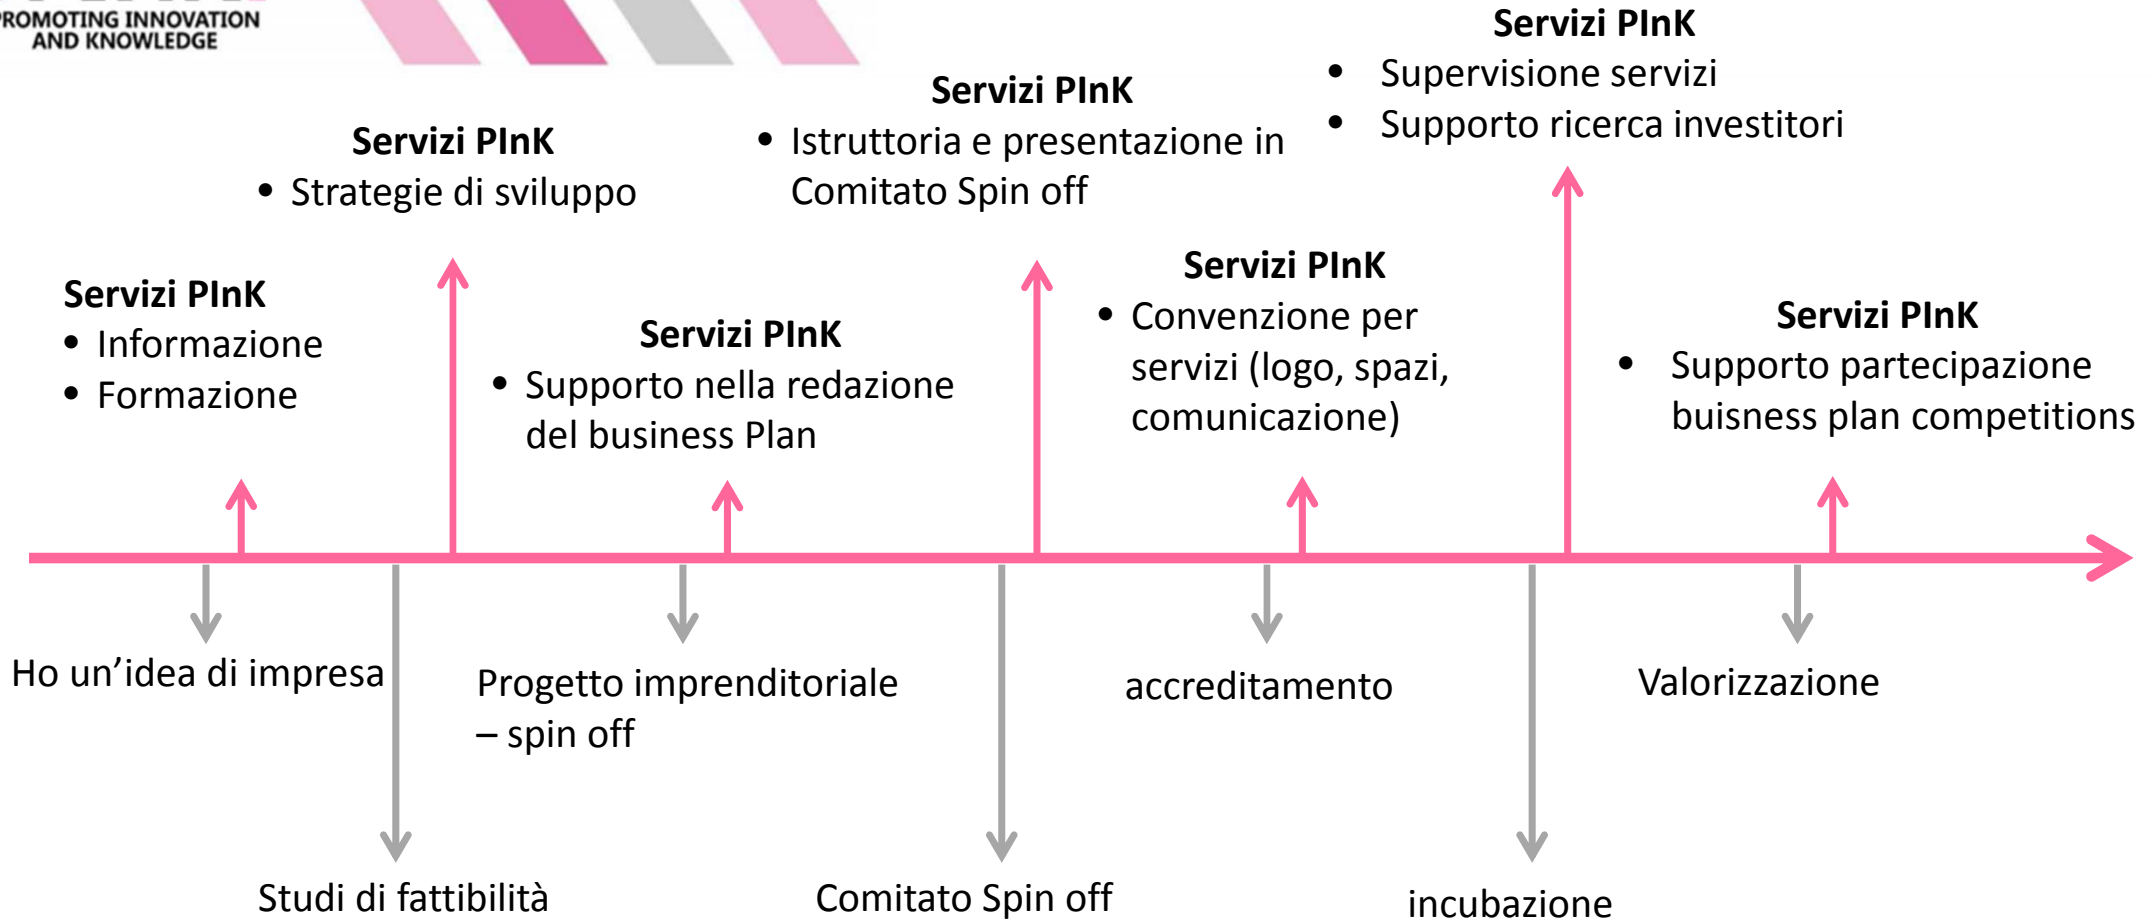 PROMOTING INNOVATION
AND KNOWLEDGE
Servizi PInK
• Informazione
• Formazione
Servizi PInK
• Strategie di sviluppo
Servizi PInK
• Supporto nella redazione
del business Plan
Servizi PInK
• Istruttoria e presentazione in
Comitato Spin off
Servizi PInK
• Convenzione per
servizi (logo, spazi,
comunicazione)
Servizi PInK
• Supervisione servizi
• Supporto ricerca investitori
Servizi PInK
• Supporto partecipazione
buisness plan competitions
Ho un’idea di impresa
Studi di fattibilità
Progetto imprenditoriale
– spin off
Comitato Spin off
accreditamento
incubazione
Valorizzazione